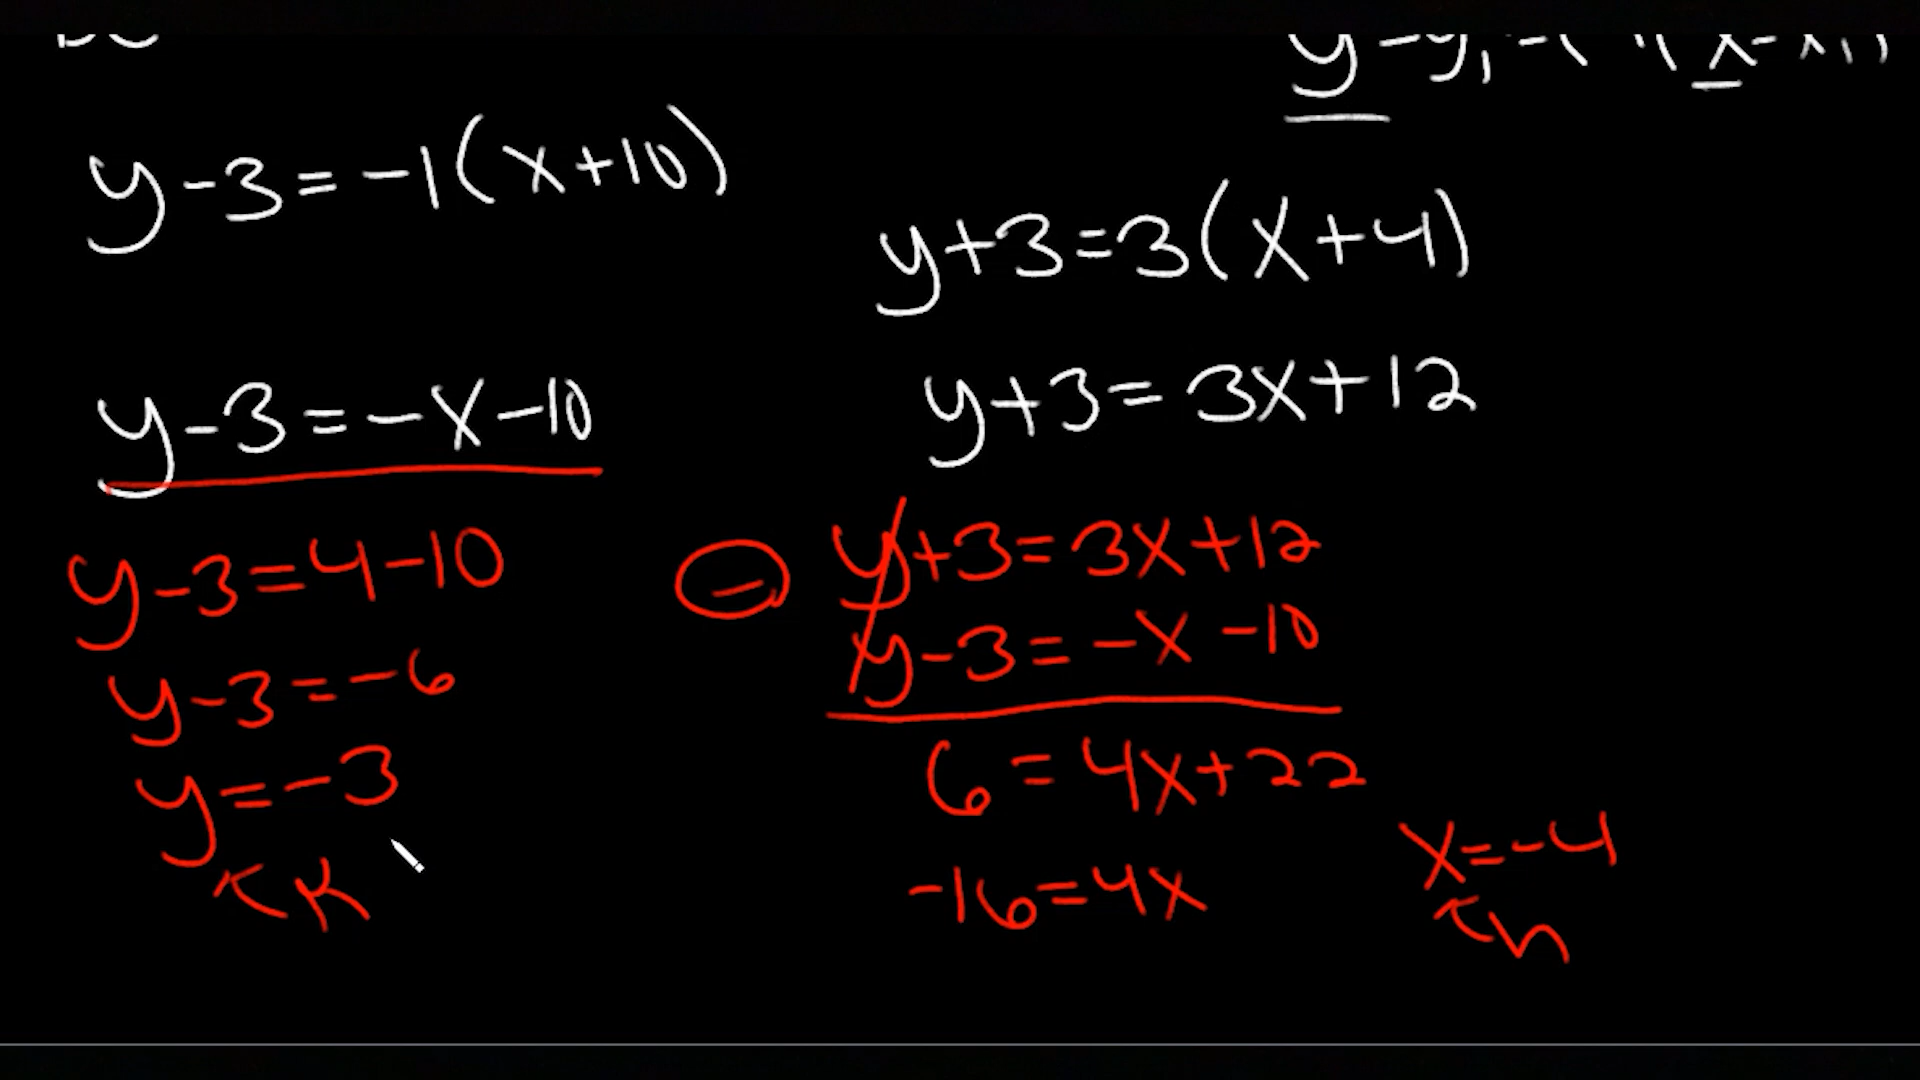 y-3=-1(x+10)
y-3=-x-10
y-3=4-10
y-3=-6
y=-3
K
y+3=3(x+4)
y+3=3x+12
- y+3=3x+12
y-3=-x-10
6=4x+22
-16=4x
x=-4
h